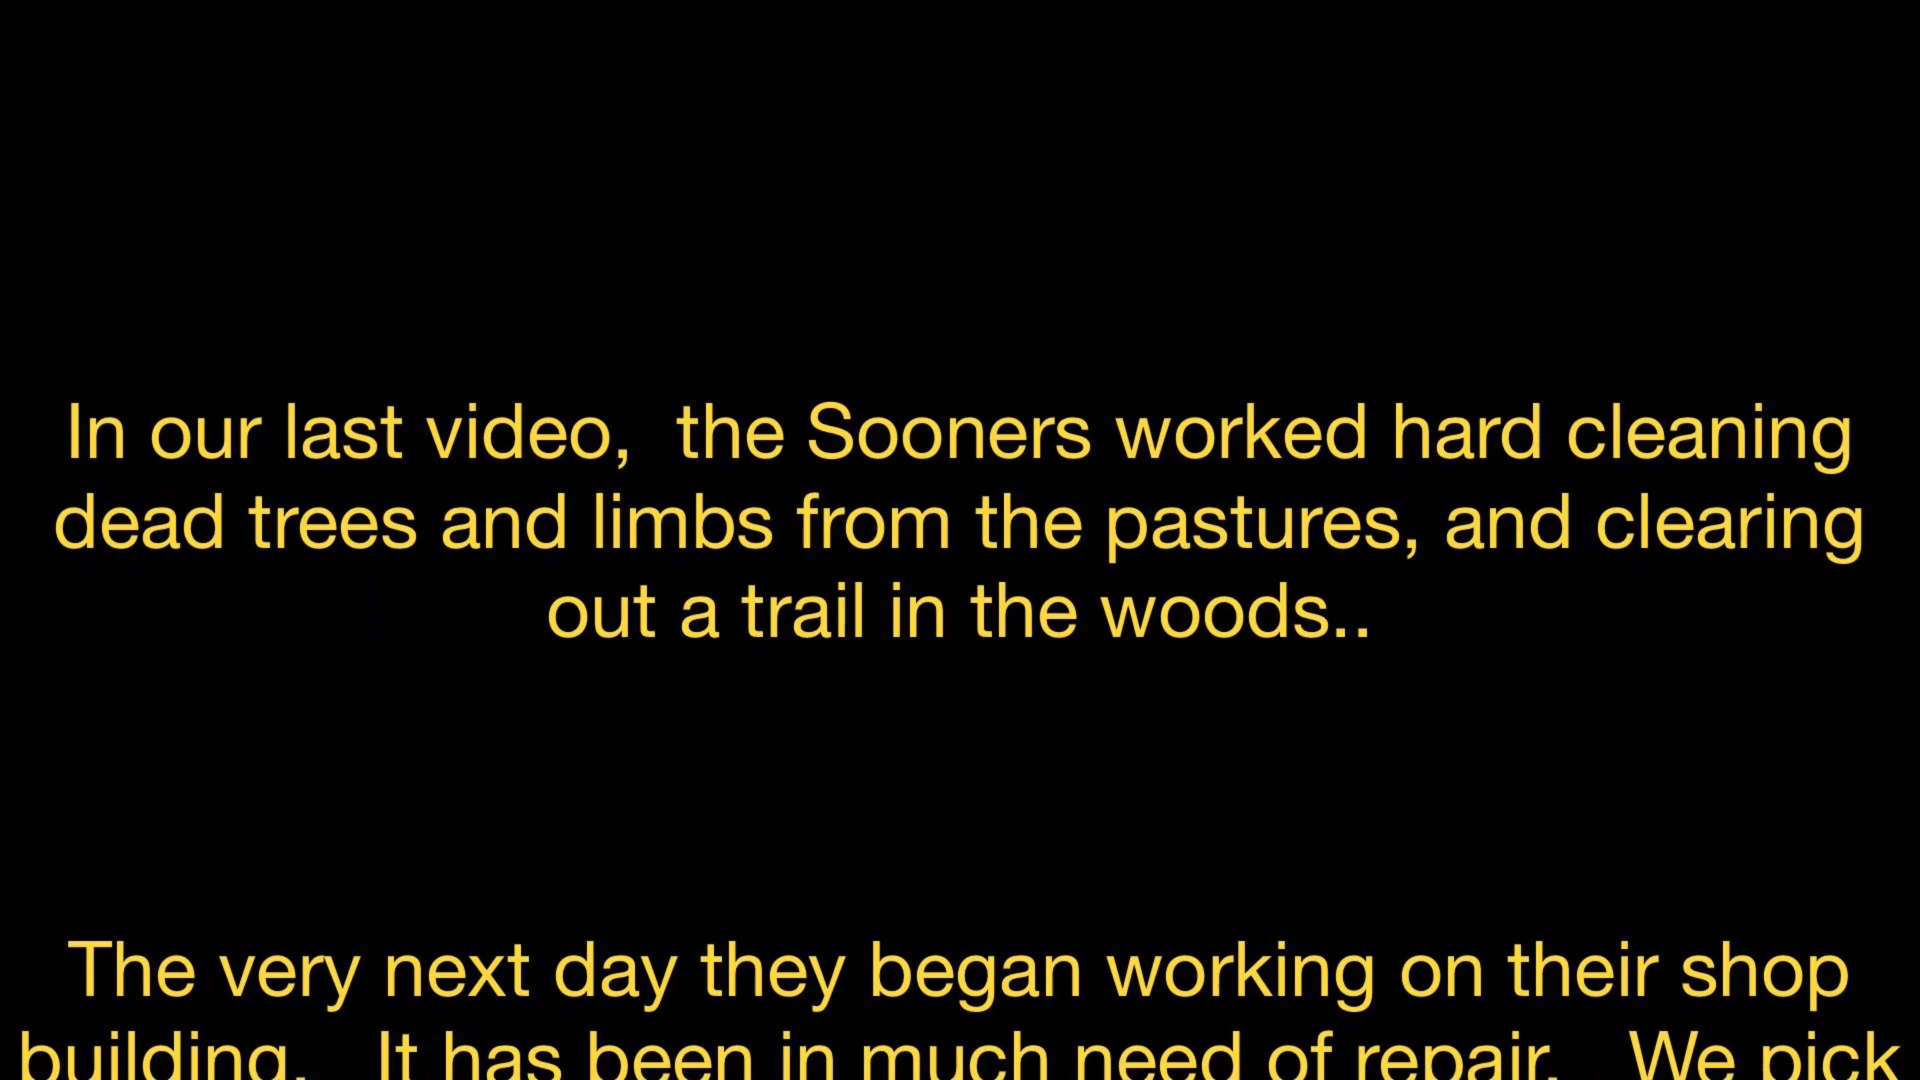 In our last video,  the Sooners worked hard cleaning
dead trees and limbs from the pastures, and clearing
out a trail in the woods..
The very next day they began working on their shop
building.   It has been in much need of repair.   We pick